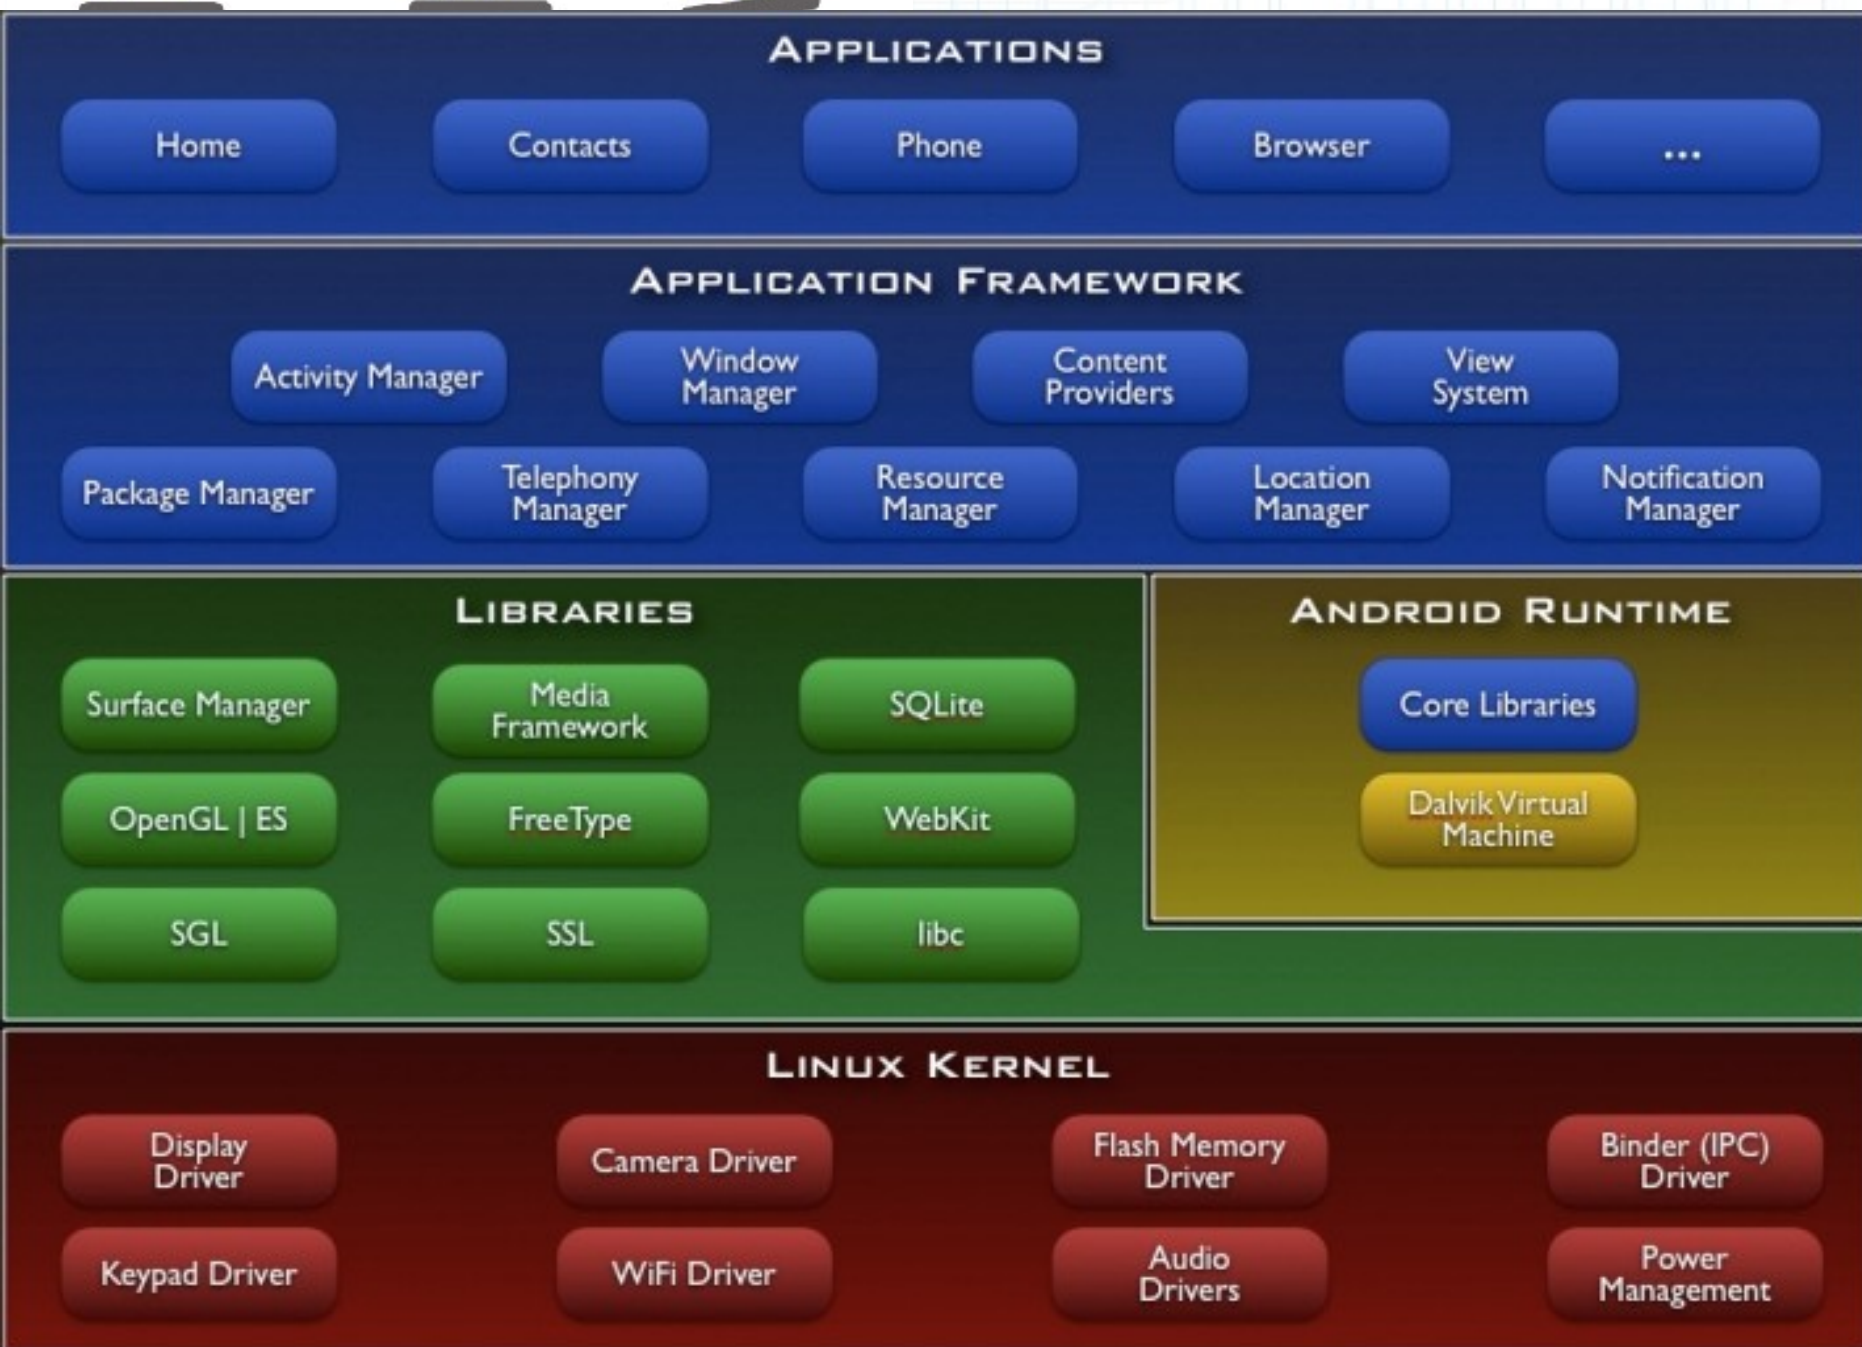 APPLICATIONS
Home
Contacts
Phone
Browser
...
APPLICATION FRAMEWORK
Activity Manager
Window
Manager
Content
Providers
View
System
Package Manager
Telephony
Manager
Resource
Manager
Location
Manager
Notification
Manager
LIBRARIES
Surface Manager
Media
Framework
SQLite
OpenGL | ES
FreeType
WebKit
SGL
SSL
libc
ANDROID RUNTIME
Core Libraries
Dalvik Virtual
Machine
LINUX KERNEL
Display
Driver
Camera Driver
Flash Memory
Driver
Binder (IPC)
Driver
Keypad Driver
WiFi Driver
Audio
Drivers
Power
Management